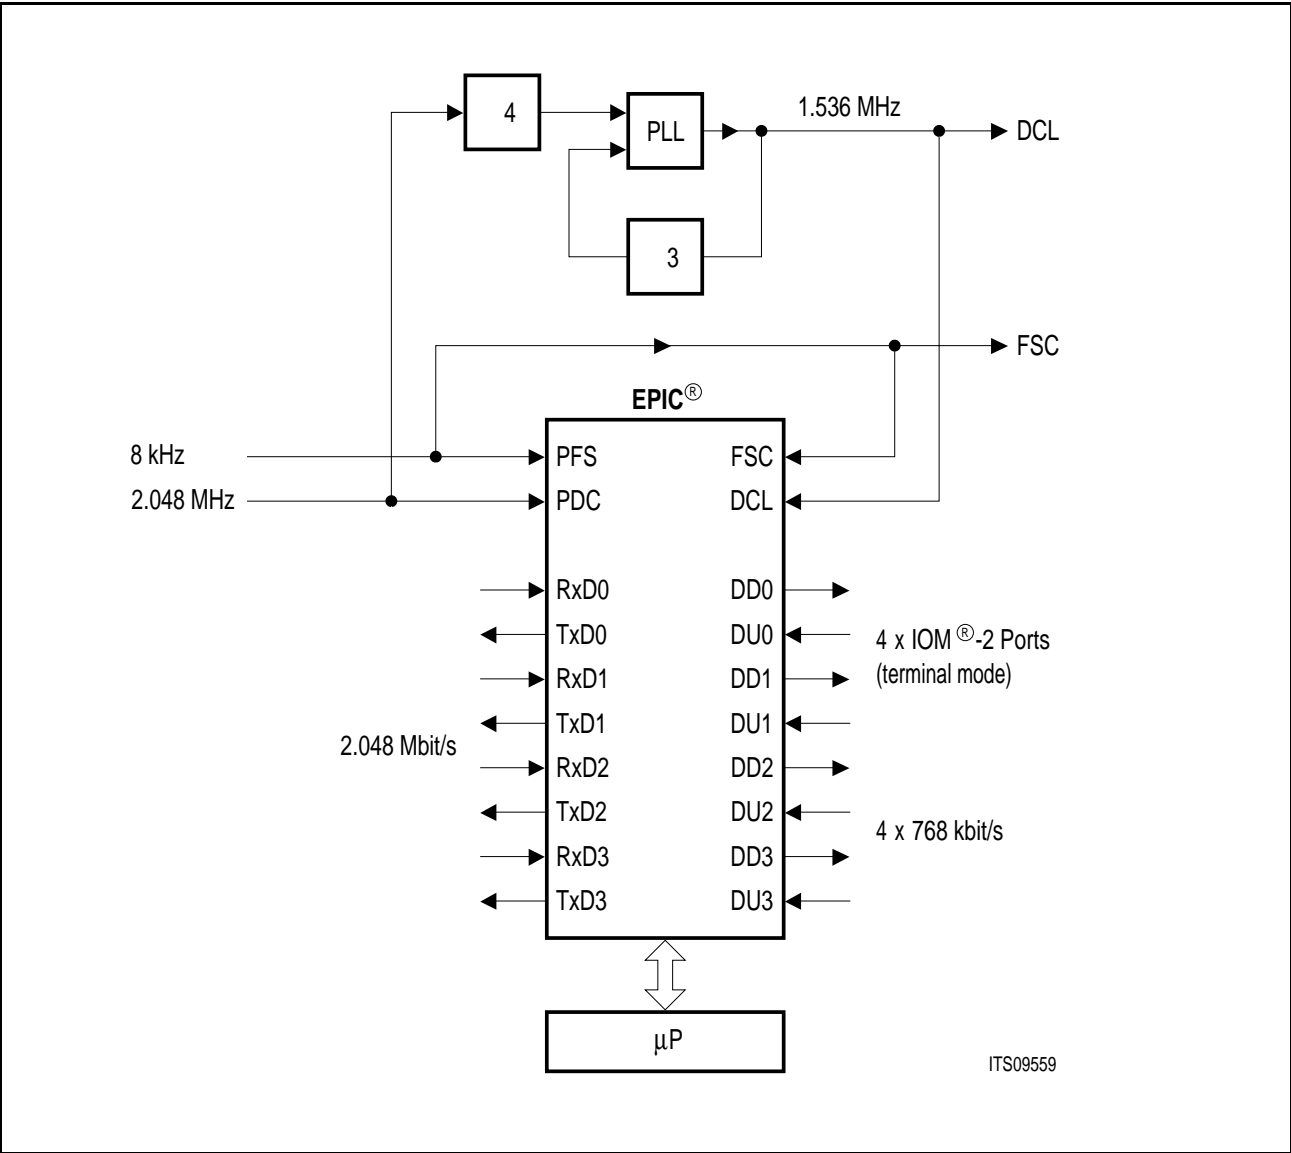 4
PLL
1.536 MHz
DCL
3
FSC
EPIC®
8 kHz
PFS
FSC
2.048 MHz
PDC
DCL
RxD0
DD0
TxD0
DU0
4 x IOM®-2 Ports
(terminal mode)
RxD1
DD1
TxD1
DU1
2.048 Mbit/s
RxD2
DD2
TxD2
DU2
4 x 768 kbit/s
RxD3
DD3
TxD3
DU3
µP
ITS09559